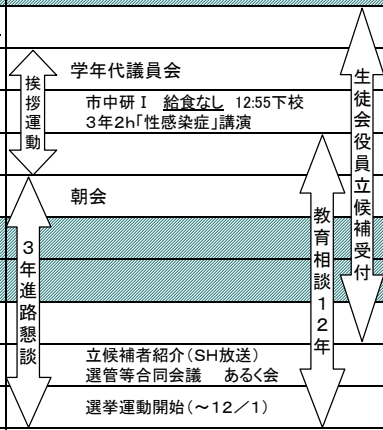 挨拶運動
学年代議員会
市中研Ⅰ　給食なし　12:55下校
3年2h「性感染症」講演
生徒会役員立候補受付
朝会
3年進路懇談
教育相談12年
立候補者紹介(SH放送)
選管等合同会議　あるく会
選挙運動開始(～12/1)